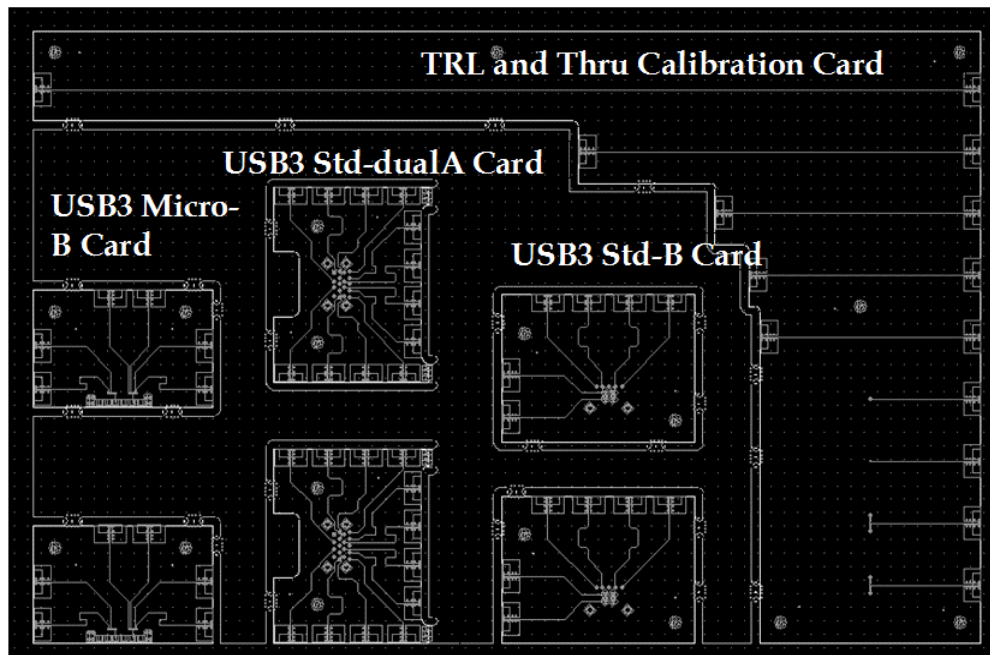 TRL and Thru Calibration Card
USB3 Std-dualA Card
USB3 Micro-
B Card
USB3 Std-B Card